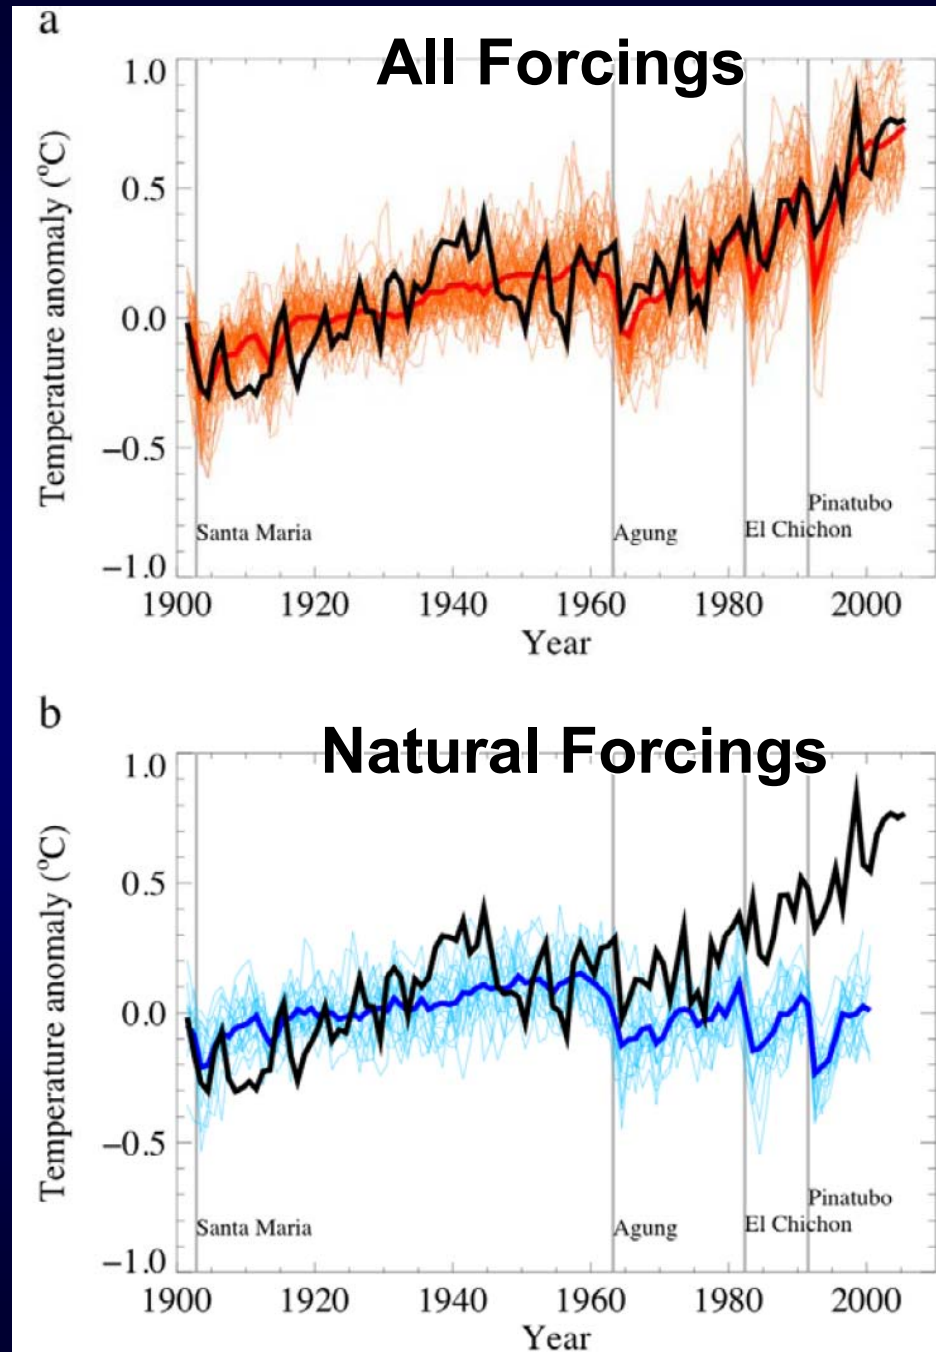 a
All Forcings
Temperature anomaly (ºC)
1.0
0.5
0.0
−0.5
−1.0
Santa Maria
Agung
El Chichon
Pinatubo
1900 1920 1940 1960 1980 2000
Year
b
Natural Forcings
Temperature anomaly (ºC)
1.0
0.5
0.0
−0.5
−1.0
Santa Maria
Agung
El Chichon
Pinatubo
1900 1920 1940 1960 1980 2000
Year